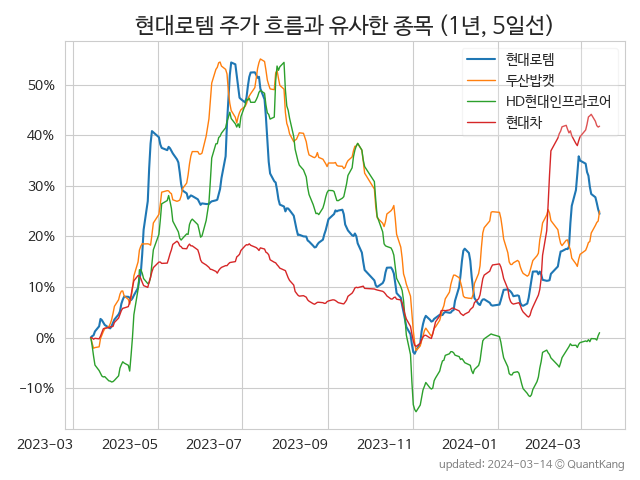 현대로템 주가 흐름과 유사한 종목 (1년, 5일선)
현대로템
두산밥캣
HD현대인프라코어
현대차
50%
40%
30%
20%
10%
0%
−10%
2023-03
2023-05
2023-07
2023-09
2023-11
2024-01
2024-03
updated: 2024-03-14 © QuantKang